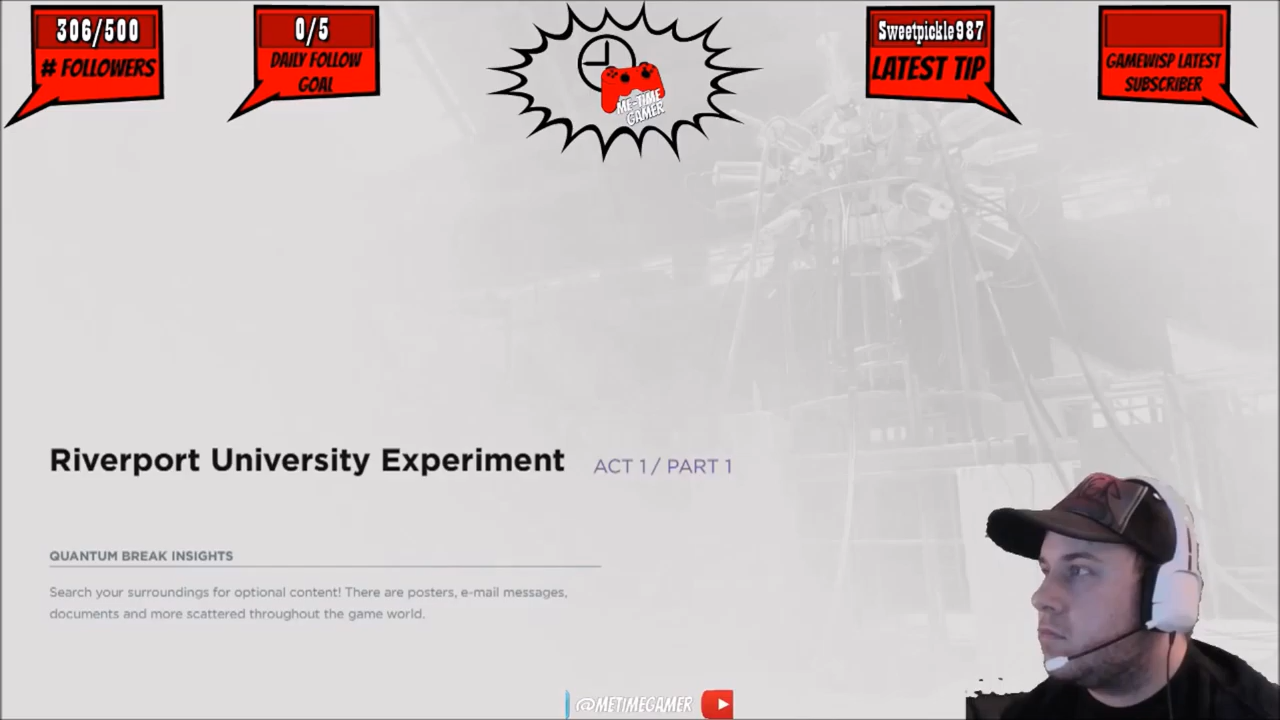 306/500
# FOLLOWERS
0/5
DAILY FOLLOW
GOAL
ME-TIME
GAMER
Sweetpickle987
LATEST TIP
GAMEWISP LATEST
SUBSCRIBER
Riverport University Experiment ACT 1 / PART 1
QUANTUM BREAK INSIGHTS
Search your surroundings for optional content! There are posters, e-mail messages,
documents and more scattered throughout the game world.
@METIMEGAMER